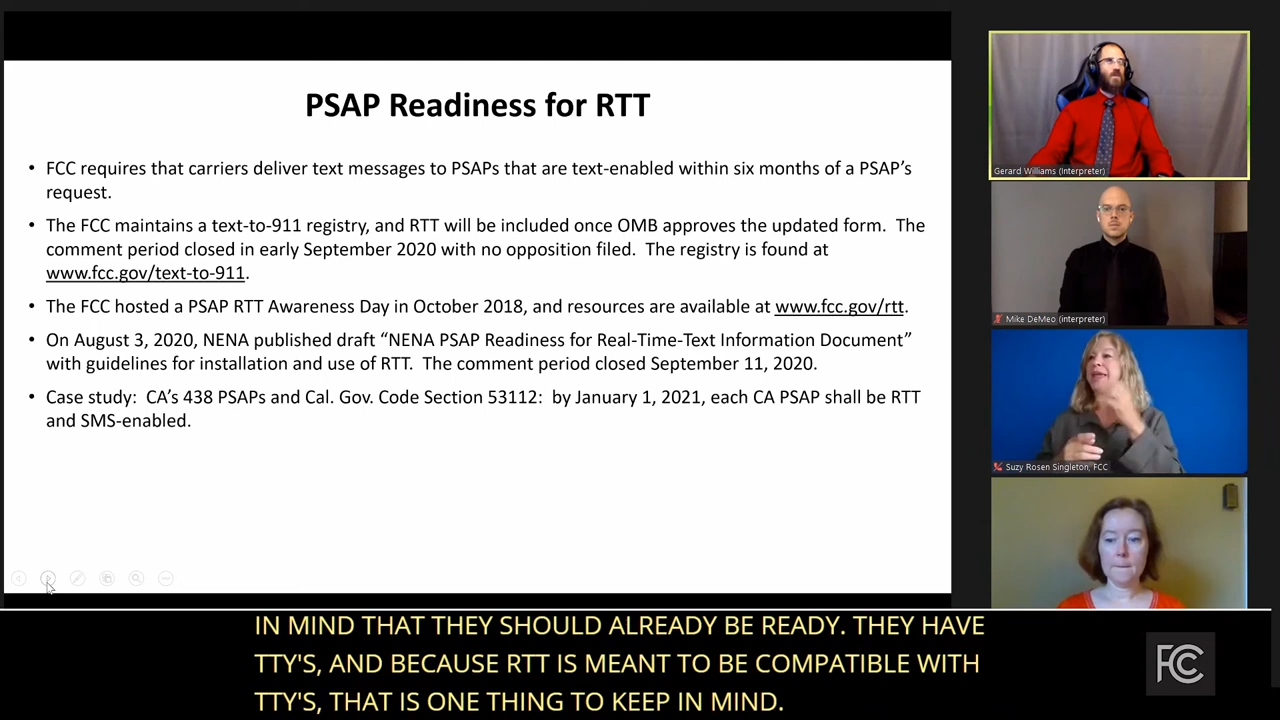 PSAP Readiness for RTT
• FCC requires that carriers deliver text messages to PSAPs that are text-enabled within six months of a PSAP’s
request.
• The FCC maintains a text-to-911 registry, and RTT will be included once OMB approves the updated form.  The
comment period closed in early September 2020 with no opposition filed.  The registry is found at
www.fcc.gov/text-to-911.
• The FCC hosted a PSAP RTT Awareness Day in October 2018, and resources are available at www.fcc.gov/rtt.
• On August 3, 2020, NENA published draft “NENA PSAP Readiness for Real-Time-Text Information Document”
with guidelines for installation and use of RTT.  The comment period closed September 11, 2020.
• Case study:  CA’s 438 PSAPs and Cal. Gov. Code Section 53112:  by January 1, 2021, each CA PSAP shall be RTT
and SMS-enabled.
Gerard Williams (Interpreter)
Mike DeMeo (interpreter)
Suzy Rosen Singleton, FCC
IN MIND THAT THEY SHOULD ALREADY BE READY. THEY HAVE
TTY'S, AND BECAUSE RTT IS MEANT TO BE COMPATIBLE WITH
TTY'S, THAT IS ONE THING TO KEEP IN MIND.
FCC